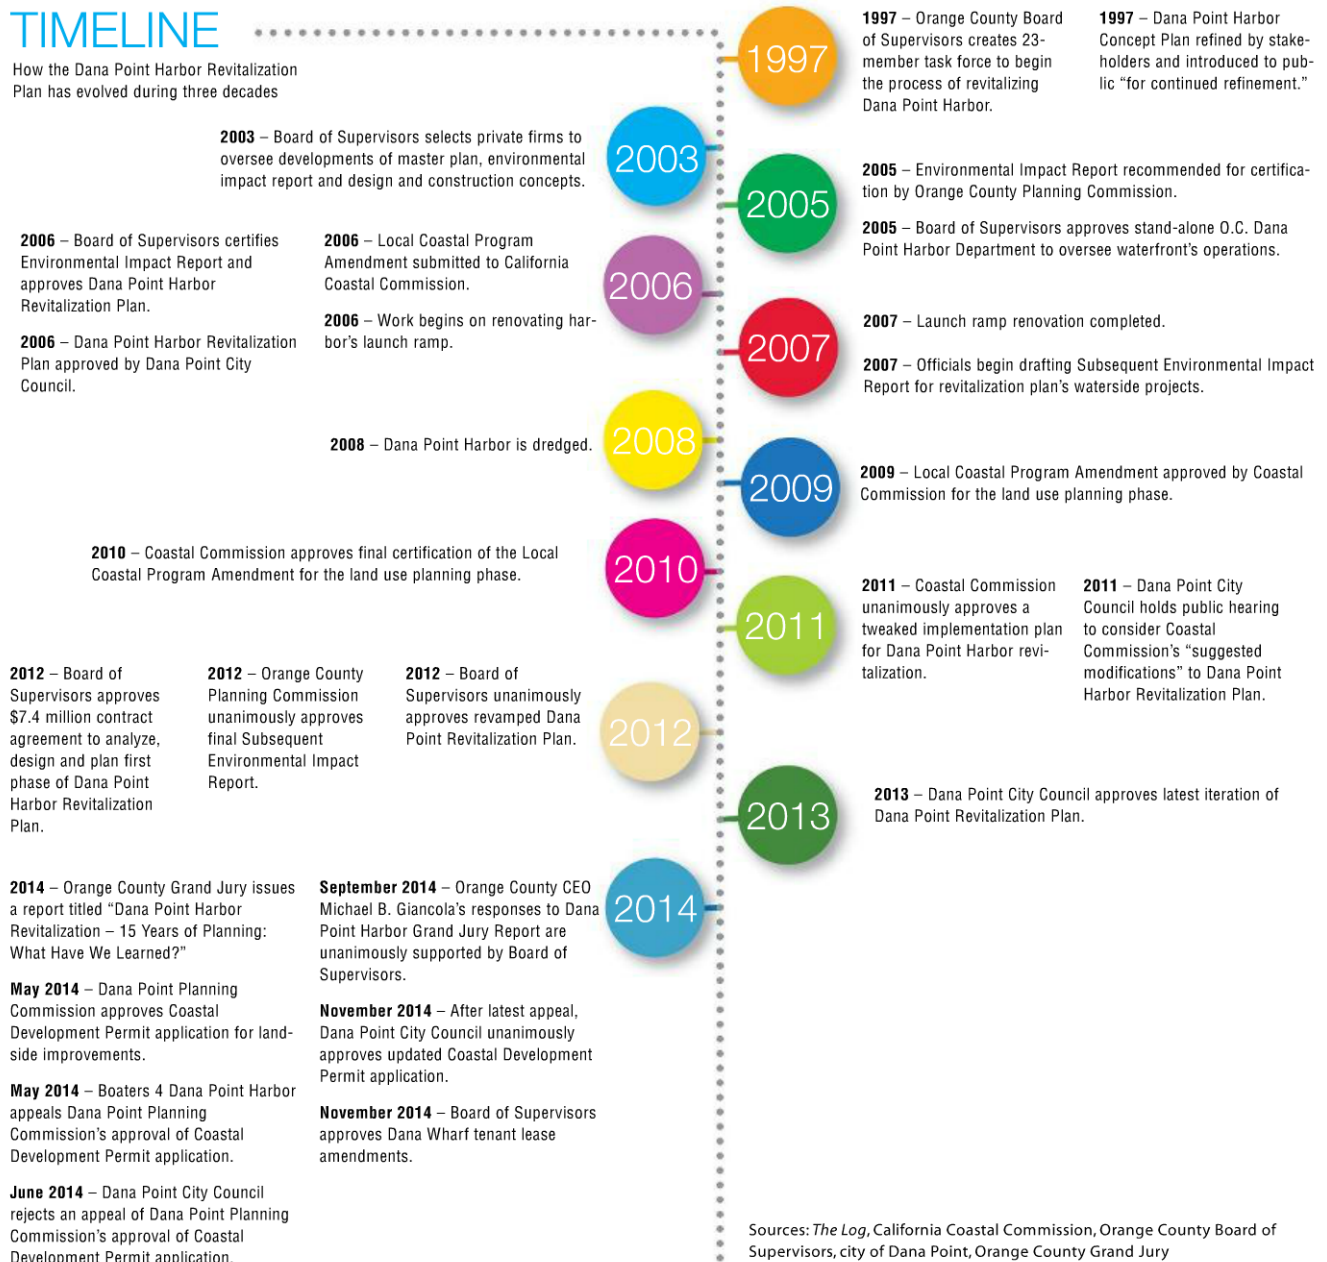 TIMELINE
How the Dana Point Harbor Revitalization
Plan has evolved during three decades
1997
1997 – Orange County Board
of Supervisors creates 23-
member task force to begin
the process of revitalizing
Dana Point Harbor.
1997 – Dana Point Harbor
Concept Plan refined by stake-
holders and introduced to pub-
lic “for continued refinement.”
2003 – Board of Supervisors selects private firms to
oversee developments of master plan, environmental
impact report and design and construction concepts.
2003
2005
2005 – Environmental Impact Report recommended for certifica-
tion by Orange County Planning Commission.
2005 – Board of Supervisors approves stand-alone O.C. Dana
Point Harbor Department to oversee waterfront’s operations.
2006 – Board of Supervisors certifies
Environmental Impact Report and
approves Dana Point Harbor
Revitalization Plan.
2006 – Dana Point Harbor Revitalization
Plan approved by Dana Point City
Council.
2006 – Local Coastal Program
Amendment submitted to California
Coastal Commission.
2006 – Work begins on renovating har-
bor’s launch ramp.
2006
2007
2007 – Launch ramp renovation completed.
2007 – Officials begin drafting Subsequent Environmental Impact
Report for revitalization plan’s waterside projects.
2008 – Dana Point Harbor is dredged.
2008
2009
2009 – Local Coastal Program Amendment approved by Coastal
Commission for the land use planning phase.
2010 – Coastal Commission approves final certification of the Local
Coastal Program Amendment for the land use planning phase.
2010
2011
2011 – Coastal Commission
unanimously approves a
tweaked implementation plan
for Dana Point Harbor revi-
talization.
2011 – Dana Point City
Council holds public hearing
to consider Coastal
Commission’s “suggested
modifications” to Dana Point
Harbor Revitalization Plan.
2012 – Board of
Supervisors approves
$7.4 million contract
agreement to analyze,
design and plan first
phase of Dana Point
Harbor Revitalization
Plan.
2012 – Orange County
Planning Commission
unanimously approves
final Subsequent
Environmental Impact
Report.
2012 – Board of
Supervisors unanimously
approves revamped Dana
Point Revitalization Plan.
2012
2013
2013 – Dana Point City Council approves latest iteration of
Dana Point Revitalization Plan.
2014 – Orange County Grand Jury issues
a report titled “Dana Point Harbor
Revitalization – 15 Years of Planning:
What Have We Learned?”
May 2014 – Dana Point Planning
Commission approves Coastal
Development Permit application for land-
side improvements.
May 2014 – Boaters 4 Dana Point Harbor
appeals Dana Point Planning
Commission’s approval of Coastal
Development Permit application.
June 2014 – Dana Point City Council
rejects an appeal of Dana Point Planning
Commission’s approval of Coastal
Development Permit application.
September 2014 – Orange County CEO
Michael B. Giancola’s responses to Dana
Point Harbor Grand Jury Report are
unanimously supported by Board of
Supervisors.
November 2014 – After latest appeal,
Dana Point City Council unanimously
approves updated Coastal Development
Permit application.
November 2014 – Board of Supervisors
approves Dana Wharf tenant lease
amendments.
2014
Sources: The Log, California Coastal Commission, Orange County Board of
Supervisors, city of Dana Point, Orange County Grand Jury